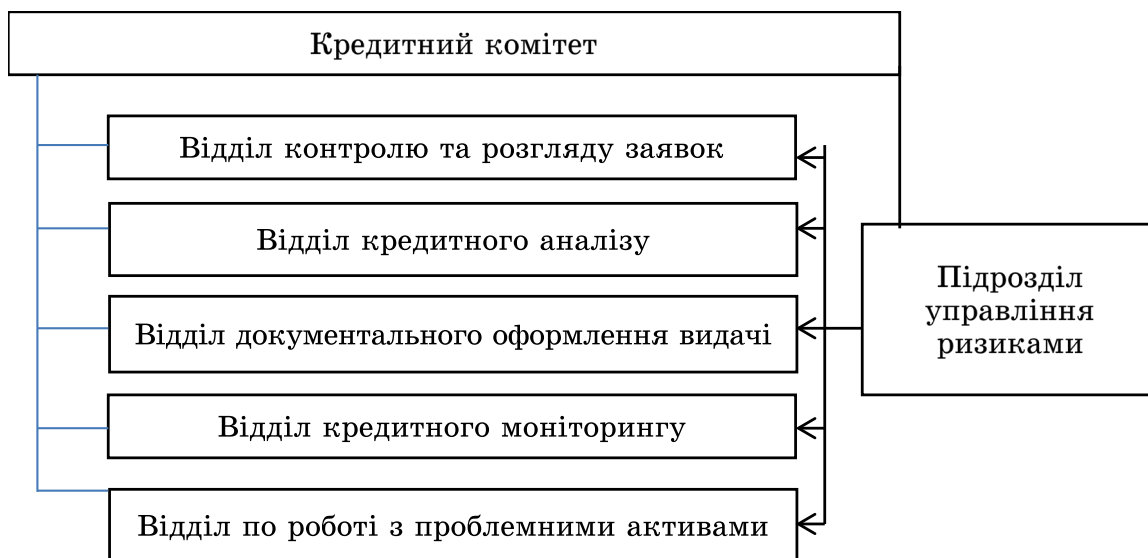 Кредитний комітет
Відділ контролю та розгляду заявок
Відділ кредитного аналізу
Відділ документального оформлення видачі
Відділ кредитного моніторингу
Відділ по роботі з проблемними активами
Підрозділ
управління
ризиками